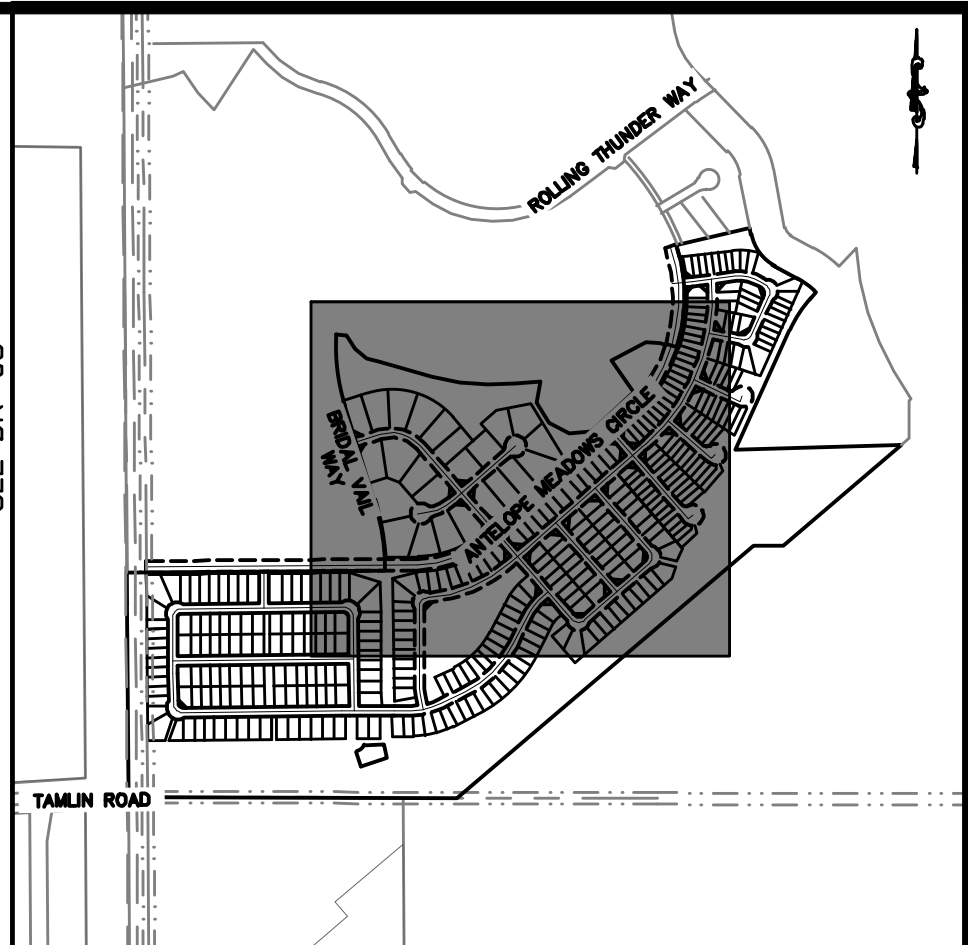 ROLLING THUNDER WAY
BRIDAL VAIL
WAY
ANTELOPE MEADOWS CIRCLE
TAMLIN ROAD